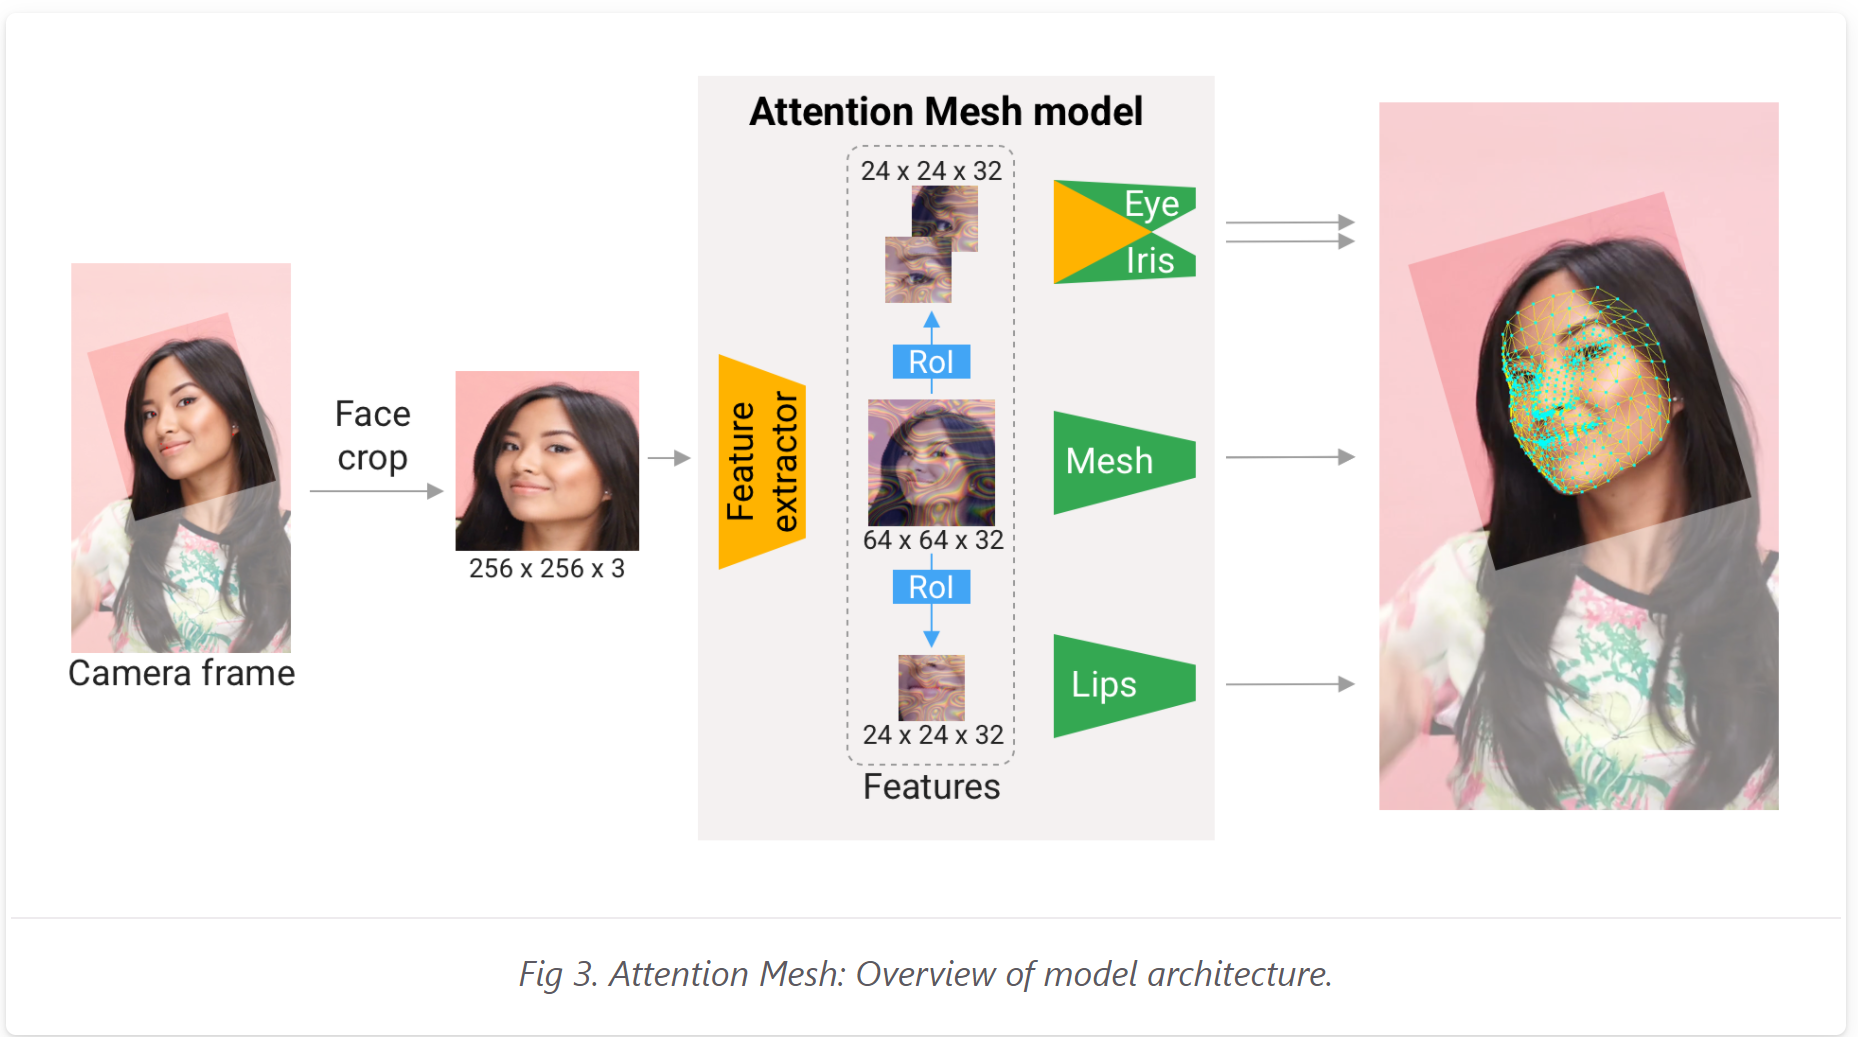 Attention Mesh model
24 x 24 x 32
Eye
Iris
RoI
Face
crop
Feature
extractor
Mesh
64 x 64 x 32
256 x 256 x 3
RoI
Camera frame
Lips
24 x 24 x 32
Features
Fig 3. Attention Mesh: Overview of model architecture.